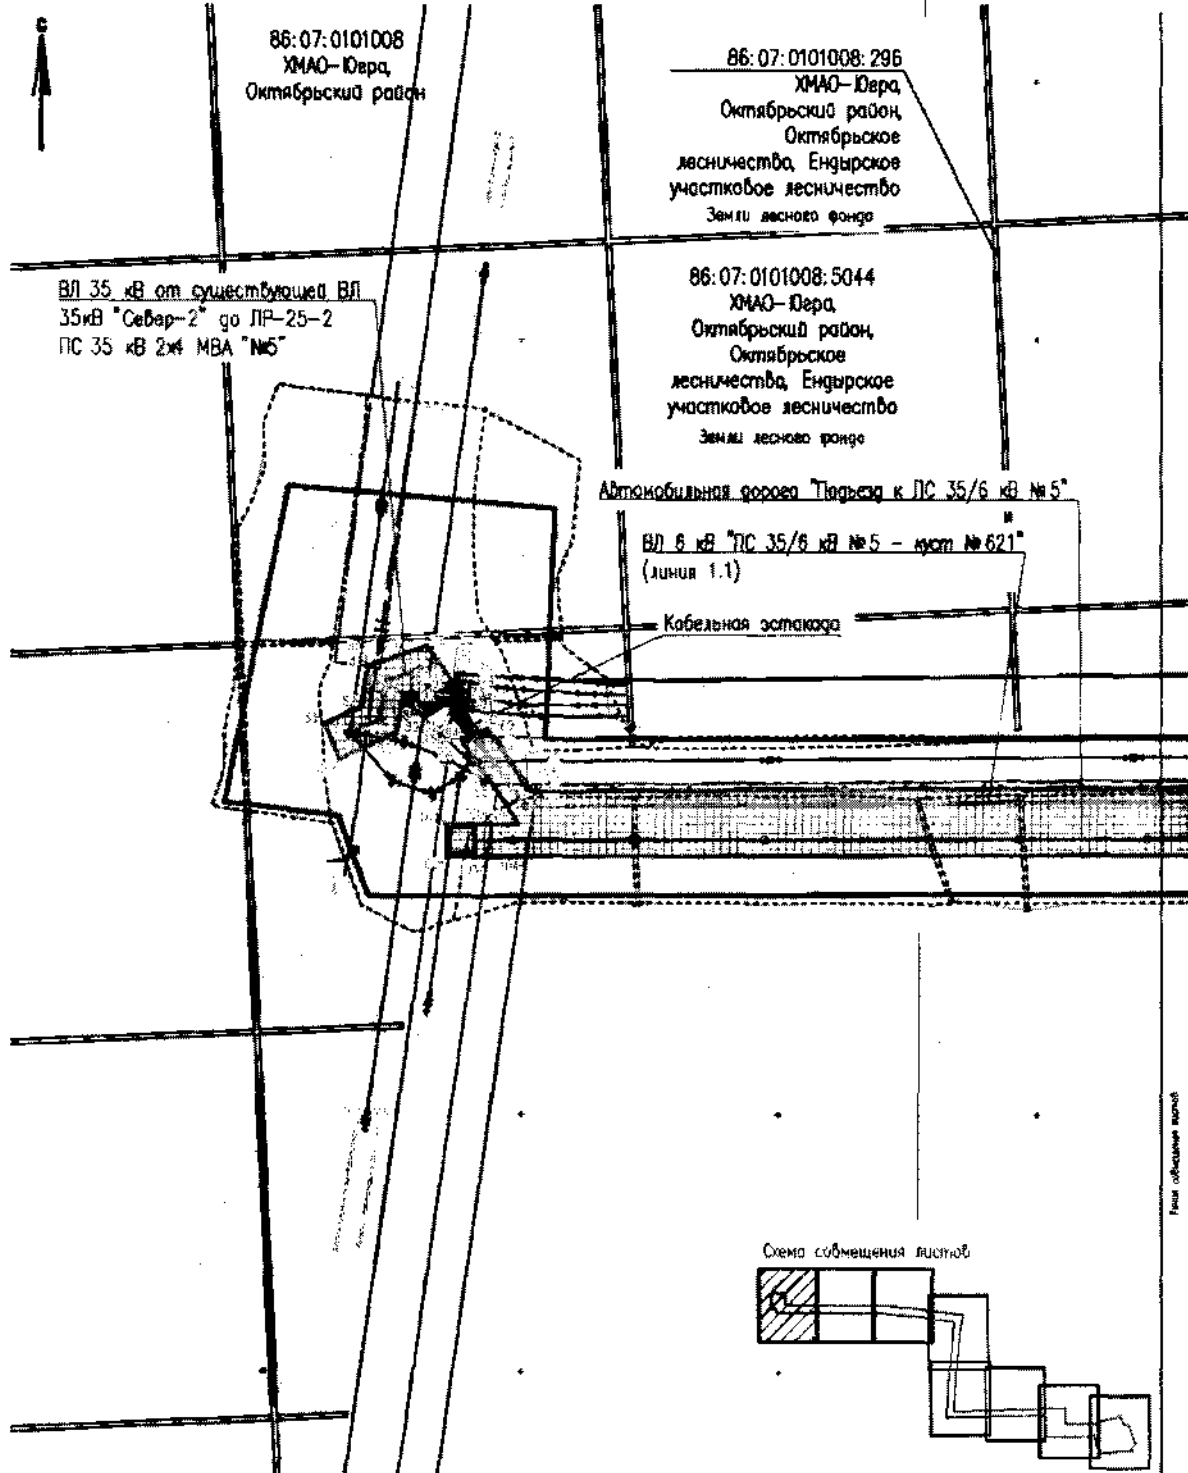 С
86:07:0101008
ХМАО-Югра,
Октябрьский район
86:07:0101008:296
ХМАО-Югра,
Октябрьский район,
Октябрьское
лесничество, Ендырское
участковое лесничество
Земли лесного фонда
ВЛ 35 кВ от существующей ВЛ
35кВ "Север-2" до ЛР-25-2
ПС 35 кВ 2x4 МВА "№5"
86:07:0101008:5044
ХМАО-Югра,
Октябрьский район,
Октябрьское
лесничество, Ендырское
участковое лесничество
Земли лесного фонда
Автомобильная дорога "Подъезд к ПС 35/6 кВ №5"
и
ВЛ 6 кВ "ПС 35/6 кВ №5 - куст №621"
(линия 1.1)
Кабельная эстакада
Линия совмещения листов
Схема совмещения листов